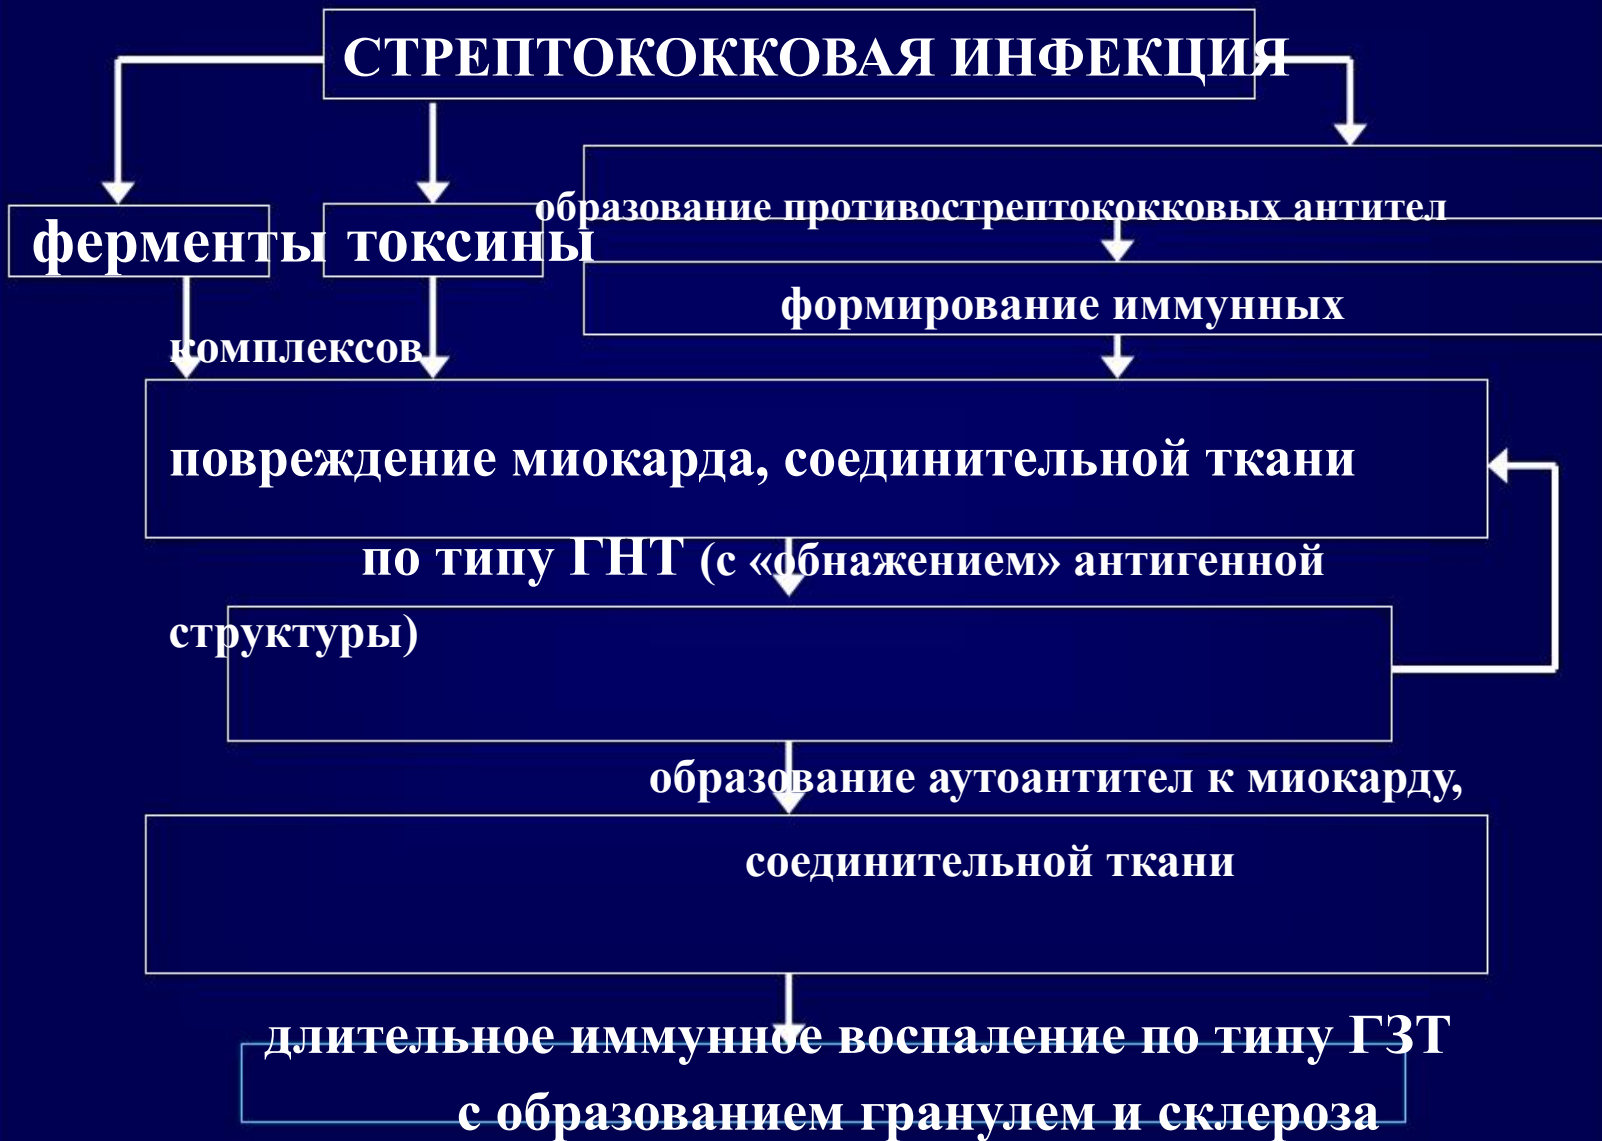 СТРЕПТОКОККОВАЯ ИНФЕКЦИЯ
образование противострептококковых антител
ферменты токсины
формирование иммунных
комплексов
повреждение миокарда, соединительной ткани
по типу ГНТ (с «обнажением» антигенной
структуры)
образование аутоантител к миокарду,
соединительной ткани
длительное иммунное воспаление по типу ГЗТ
с образованием гранулем и склероза